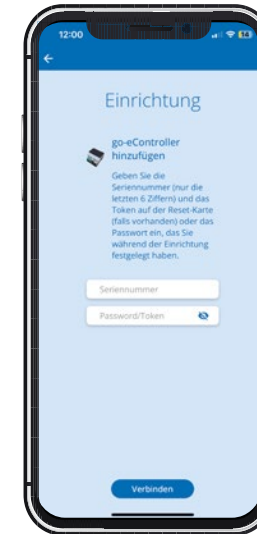 12:00
54
Einrichtung
go-eController
hinzufügen
Geben Sie die
Seriennummer (nur die
letzten 6 Ziffern) und das
Token auf der Reset-Karte
(falls vorhanden) oder das
Passwort ein, das Sie
während der Einrichtung
festgelegt haben.
Seriennummer
Password/Token
Verbinden